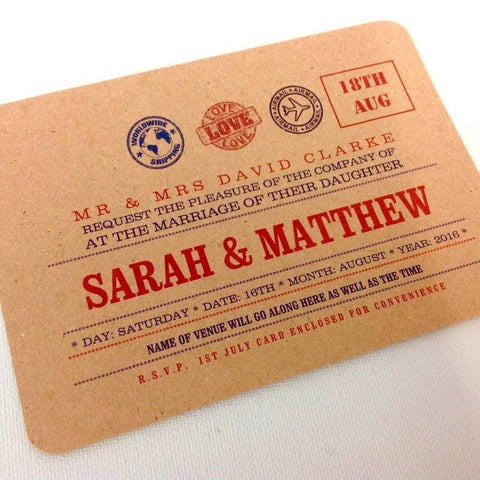 WORLDWIDE
SHIPPING
LOVE
LOVE
LOVE
AIRMAIL
AIRMAIL
AIRMAIL
18TH
AUG
MR & MRS DAVID CLARKE
REQUEST THE PLEASURE OF THE COMPANY OF
AT THE MARRIAGE OF THEIR DAUGHTER
SARAH & MATTHEW
* DAY: SATURDAY * DATE: 16TH * MONTH: AUGUST * YEAR: 2016 *
NAME OF VENUE WILL GO ALONG HERE AS WELL AS THE TIME
R.S.V.P. 1ST JULY CARD ENCLOSED FOR CONVENIENCE